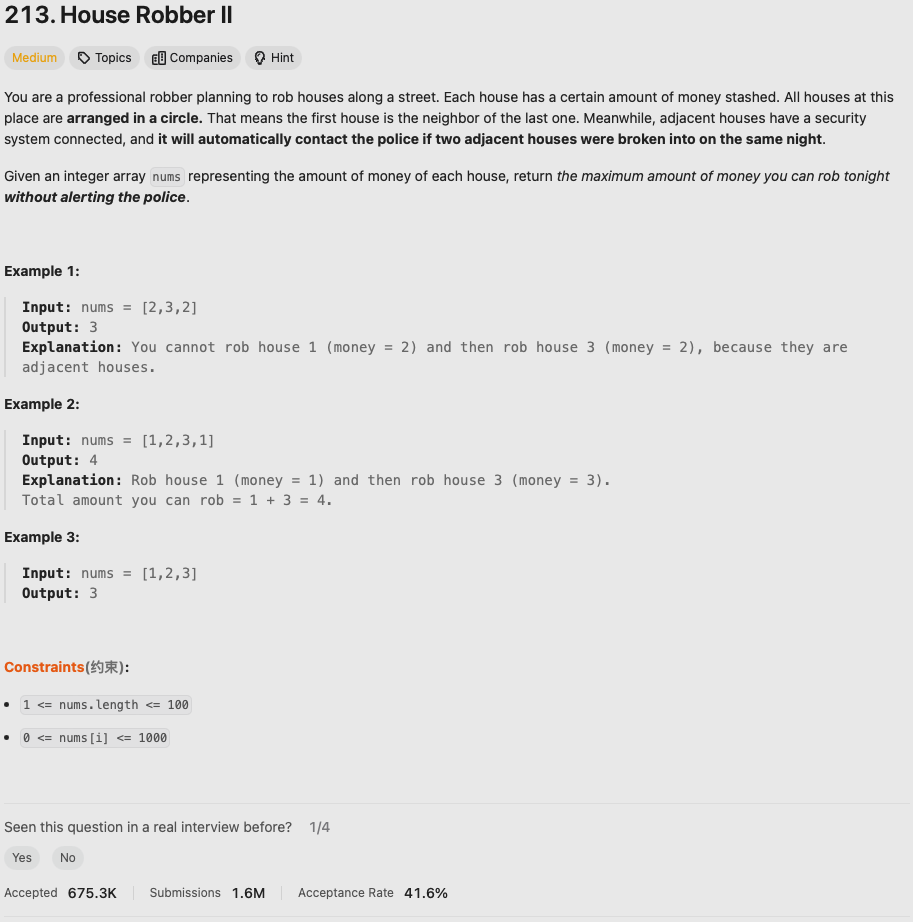 213. House Robber II
Medium Topics Companies Hint
You are a professional robber planning to rob houses along a street. Each house has a certain amount of money stashed. All houses at this
place are arranged in a circle. That means the first house is the neighbor of the last one. Meanwhile, adjacent houses have a security
system connected, and it will automatically contact the police if two adjacent houses were broken into on the same night.
Given an integer array nums representing the amount of money of each house, return the maximum amount of money you can rob tonight
without alerting the police.
Example 1:
Input: nums = [2,3,2]
Output: 3
Explanation: You cannot rob house 1 (money = 2) and then rob house 3 (money = 2), because they are
adjacent houses.
Example 2:
Input: nums = [1,2,3,1]
Output: 4
Explanation: Rob house 1 (money = 1) and then rob house 3 (money = 3).
Total amount you can rob = 1 + 3 = 4.
Example 3:
Input: nums = [1,2,3]
Output: 3
Constraints(约束):
• 1 <= nums.length <= 100
• 0 <= nums[i] <= 1000
Seen this question in a real interview before? 1/4
Yes No
Accepted 675.3K Submissions 1.6M Acceptance Rate 41.6%